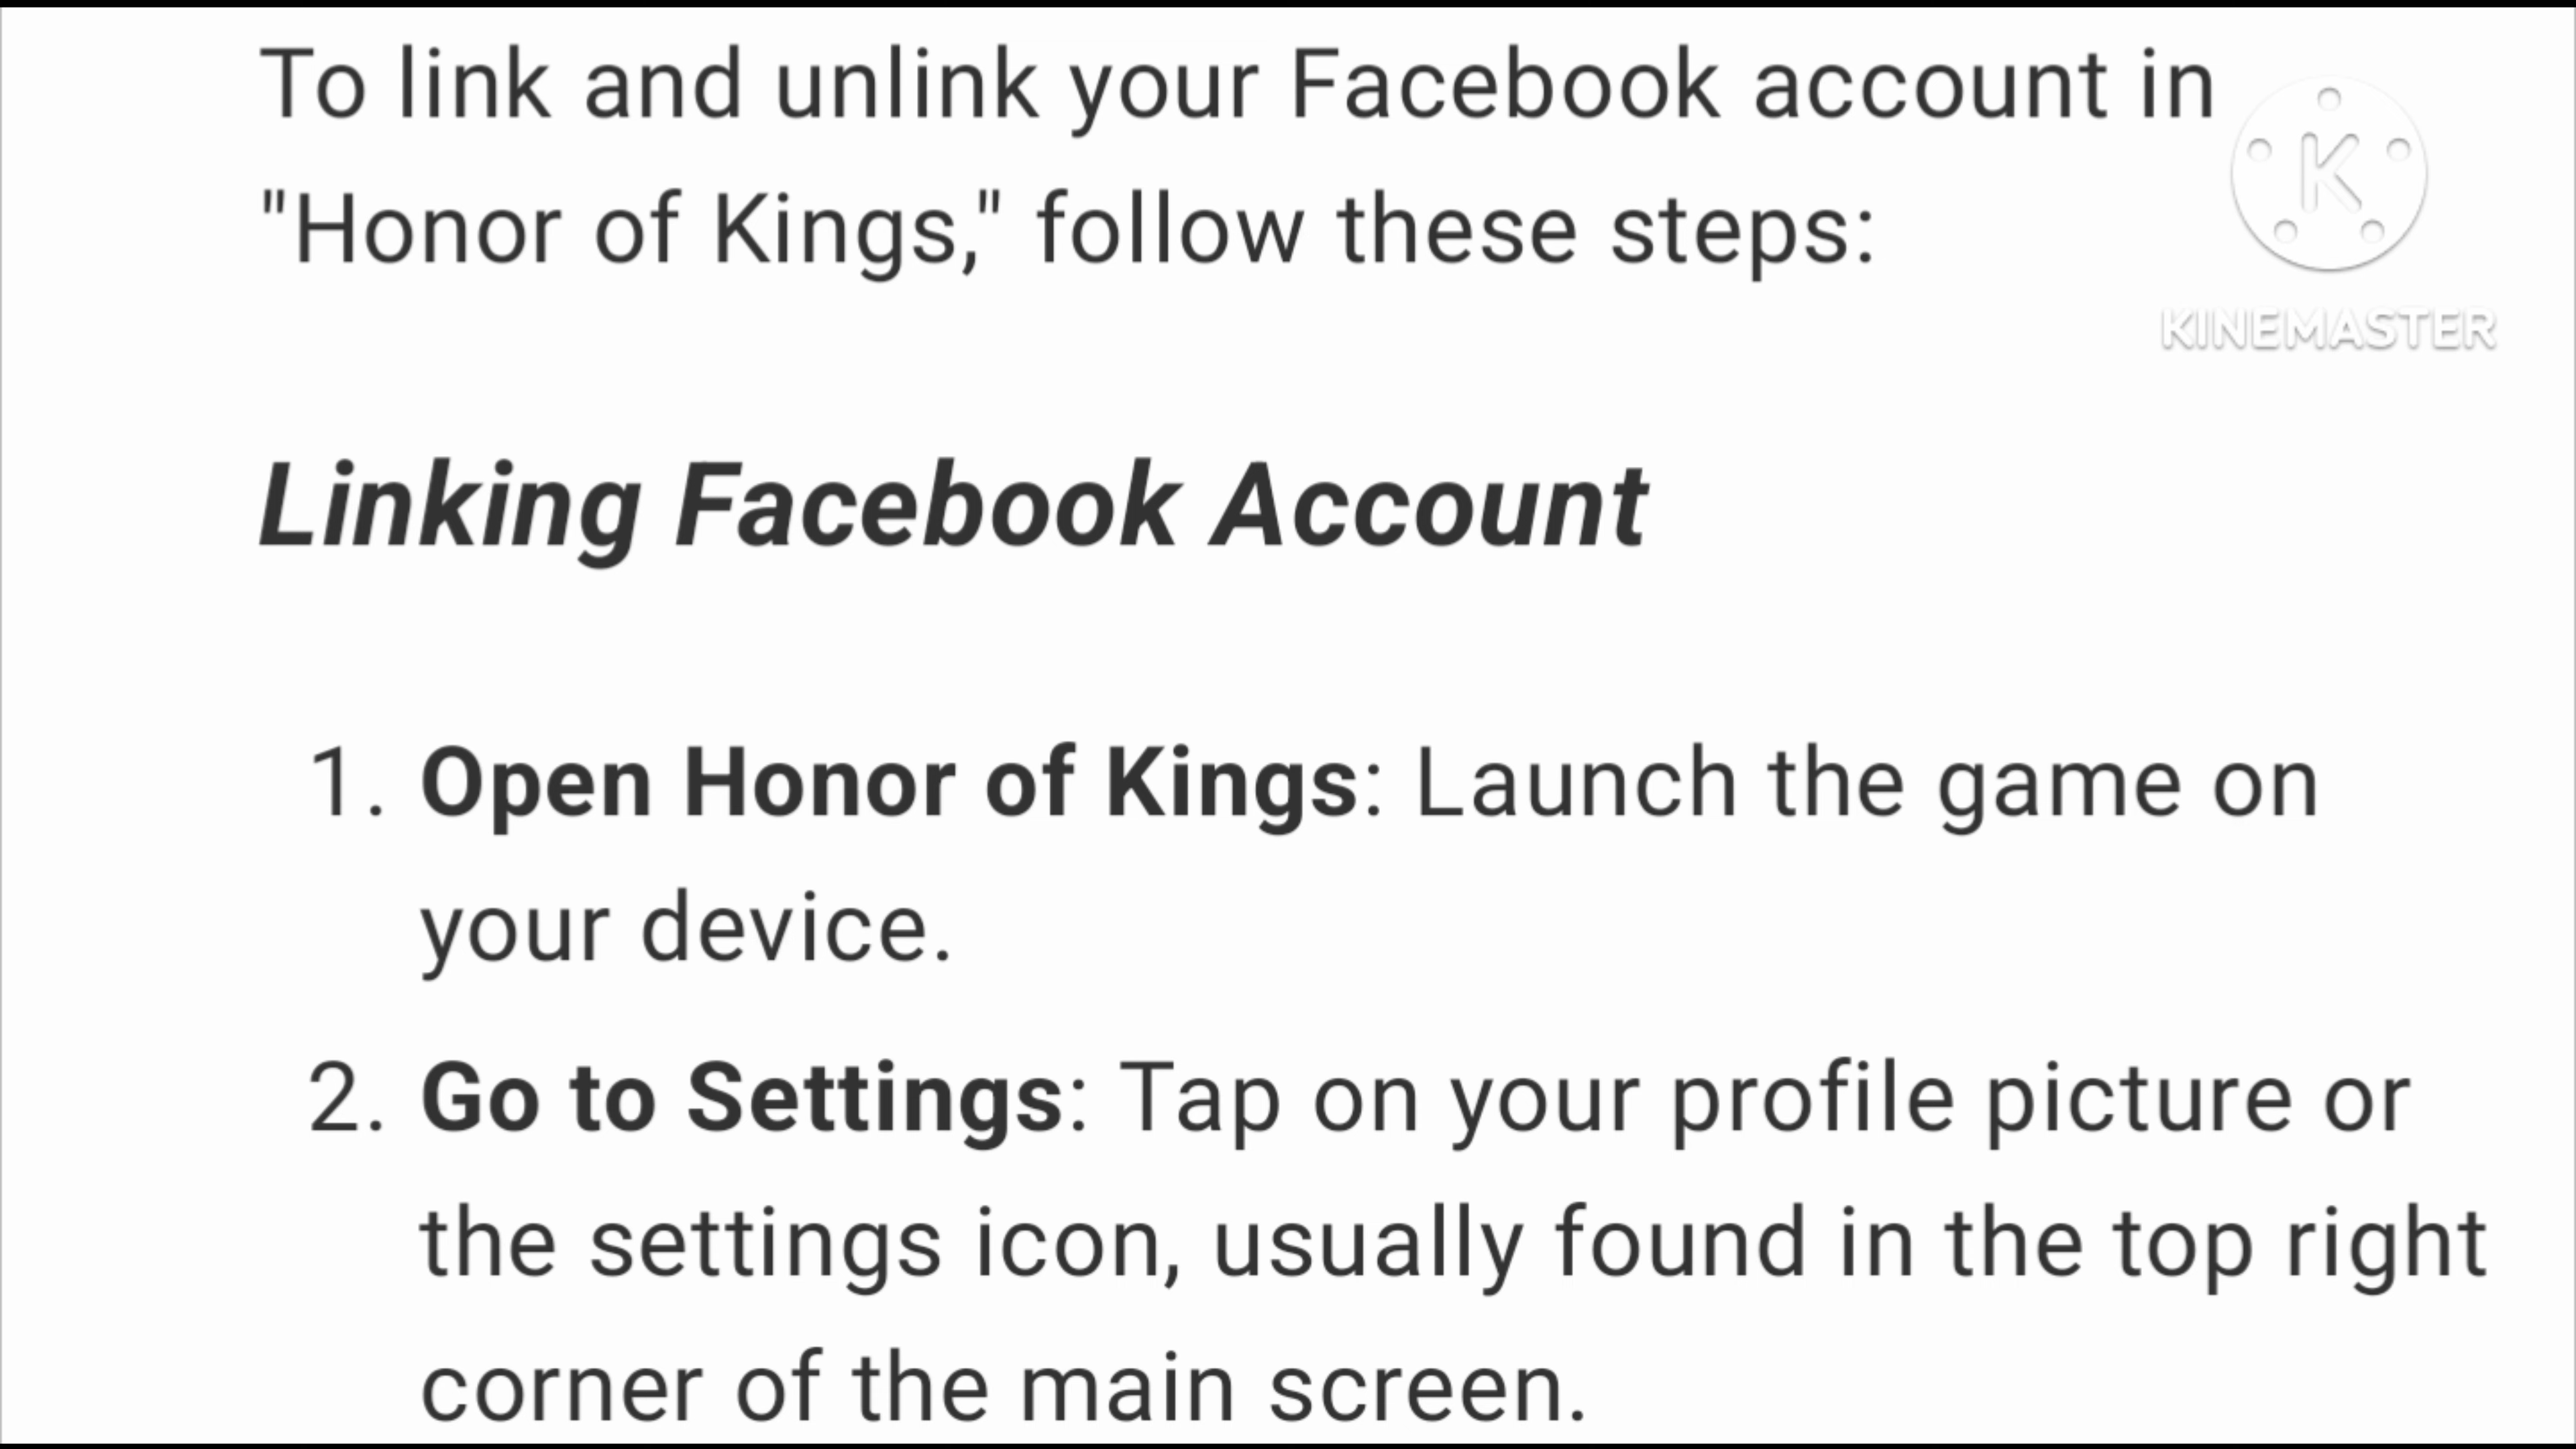 To link and unlink your Facebook account in
"Honor of Kings," follow these steps:
K
KINEMASTER
Linking Facebook Account
1. Open Honor of Kings: Launch the game on
your device.
2. Go to Settings: Tap on your profile picture or
the settings icon, usually found in the top right
corner of the main screen.